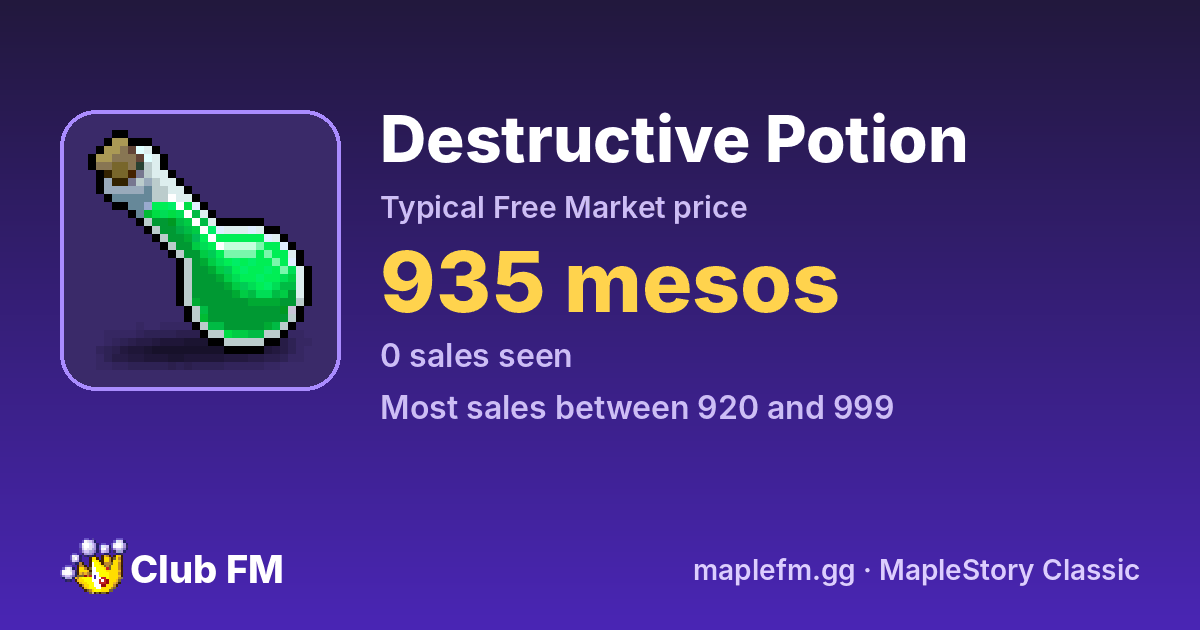 Destructive Potion
Typical Free Market price
935 mesos
0 sales seen
Most sales between 920 and 999
Club FM
maplefm.gg · MapleStory Classic